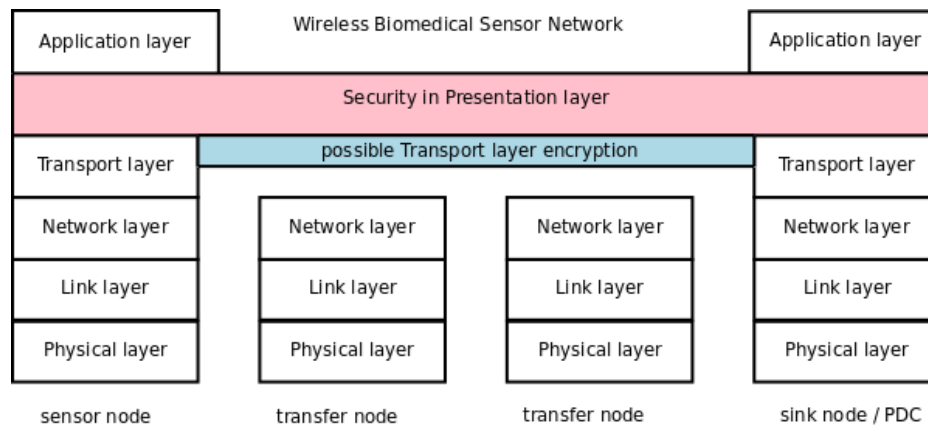 Wireless Biomedical Sensor Network
Application layer
Application layer
Security in Presentation layer
possible Transport layer encryption
Transport layer
Transport layer
Network layer
Network layer
Network layer
Network layer
Link layer
Link layer
Link layer
Link layer
Physical layer
Physical layer
Physical layer
Physical layer
sensor node
transfer node
transfer node
sink node / PDC